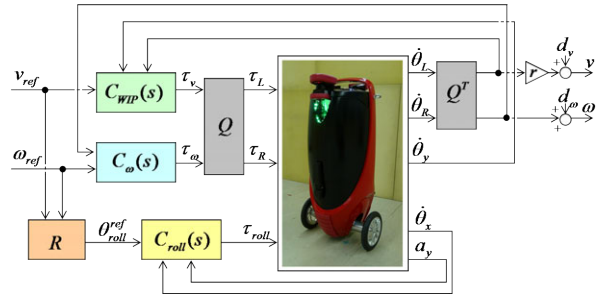 v_ref
C_WIP(s)
τ_v
Q
τ_L
θ̇_L
Q^T
r
d_v
+
+
v
θ̇_R
d_ω
+
+
ω
ω_ref
C_ω(s)
τ_ω
τ_R
θ̇_y
R
θ_roll^ref
C_roll(s)
τ_roll
θ̇_x
a_y